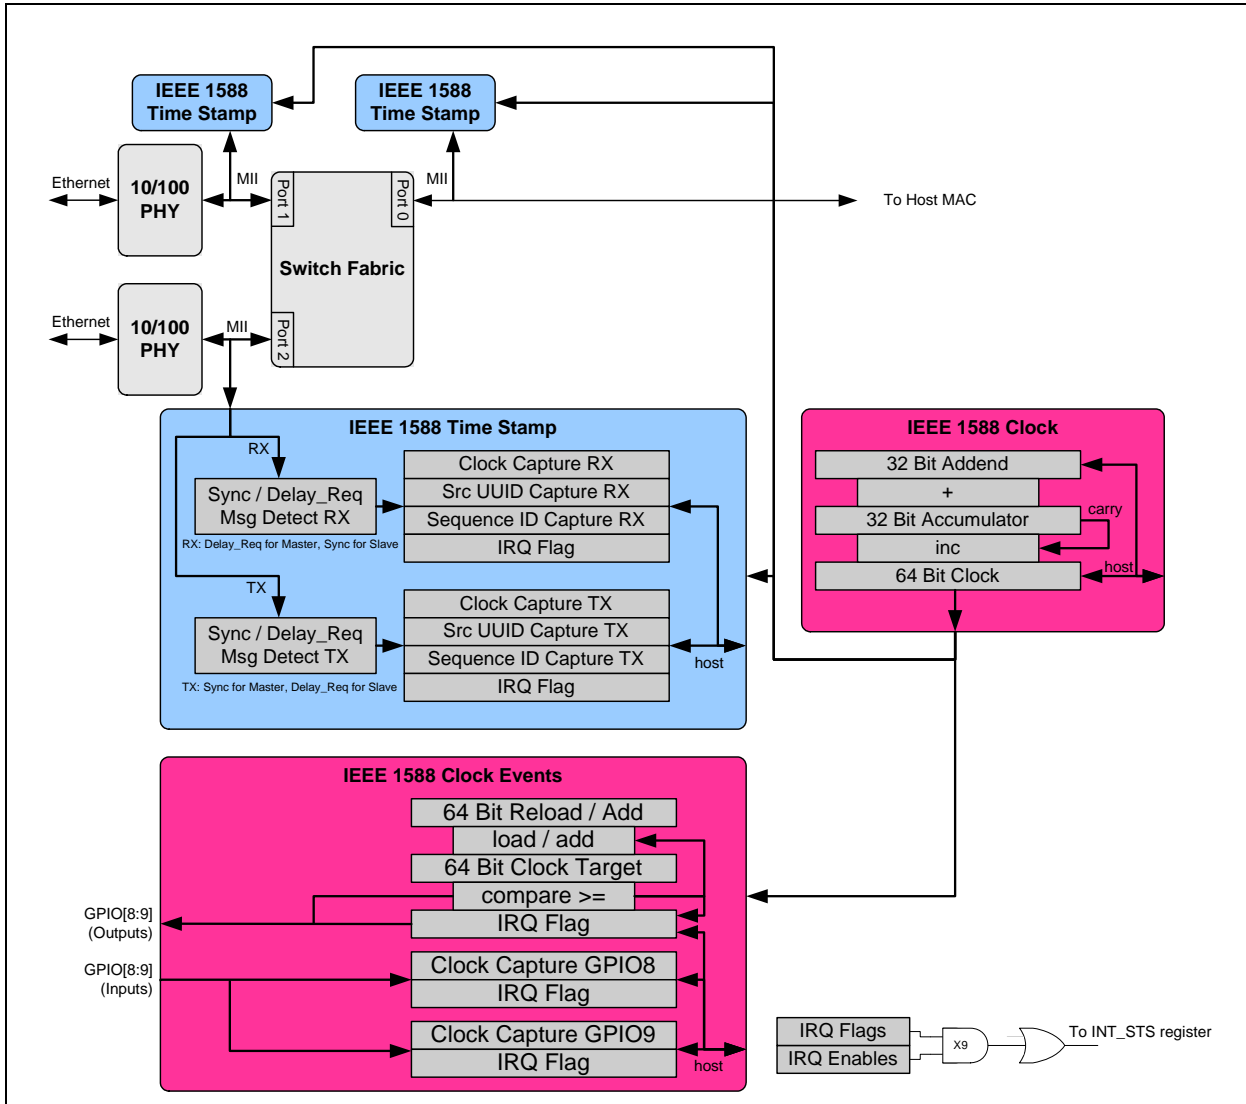 IEEE 1588
Time Stamp
IEEE 1588
Time Stamp
Ethernet
10/100
PHY
MII
Port 1
Port 0
MII
To Host MAC
Switch Fabric
Ethernet
10/100
PHY
MII
Port 2
IEEE 1588 Time Stamp
RX
Sync / Delay_Req
Msg Detect RX
RX: Delay_Req for Master, Sync for Slave
Clock Capture RX
Src UUID Capture RX
Sequence ID Capture RX
IRQ Flag
TX
Sync / Delay_Req
Msg Detect TX
TX: Sync for Master, Delay_Req for Slave
Clock Capture TX
Src UUID Capture TX
Sequence ID Capture TX
IRQ Flag
host
IEEE 1588 Clock
32 Bit Addend
+
32 Bit Accumulator
carry
inc
64 Bit Clock
host
IEEE 1588 Clock Events
64 Bit Reload / Add
load / add
64 Bit Clock Target
compare >=
IRQ Flag
GPIO[8:9]
(Outputs)
GPIO[8:9]
(Inputs)
Clock Capture GPIO8
IRQ Flag
Clock Capture GPIO9
IRQ Flag
host
IRQ Flags
IRQ Enables
X9
To INT_STS register